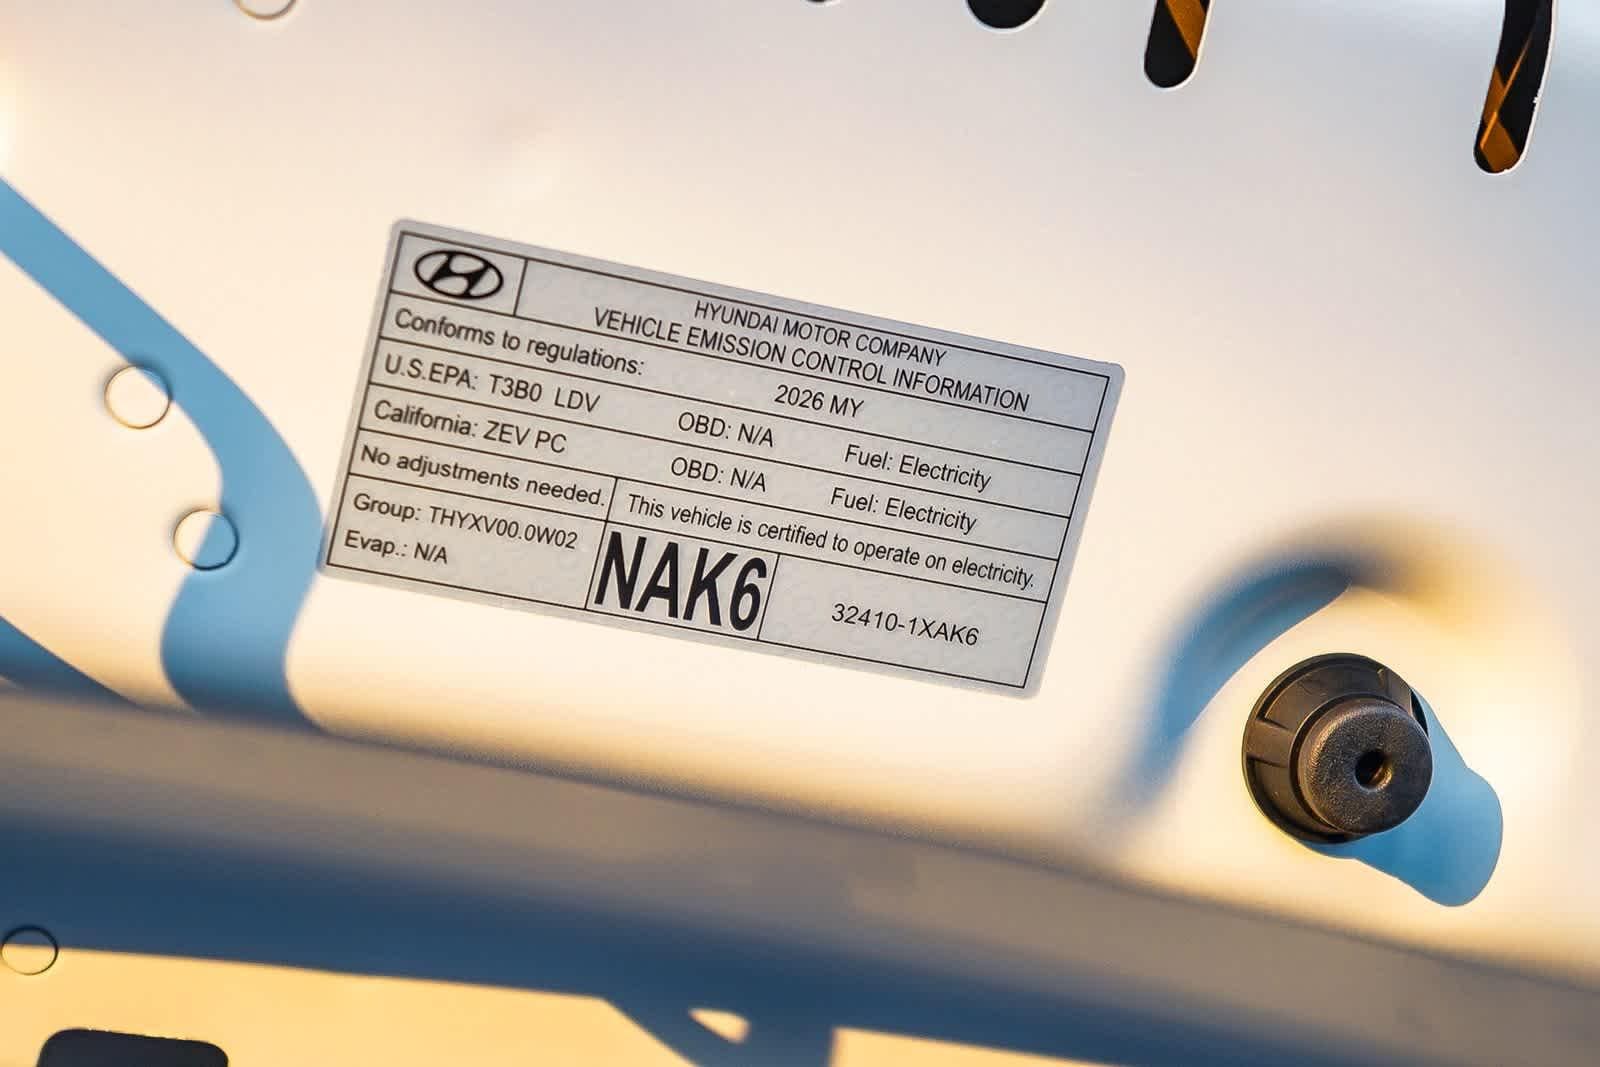 HYUNDAI MOTOR COMPANY
VEHICLE EMISSION CONTROL INFORMATION
Conforms to regulations: 2026 MY
U.S.EPA: T3B0 LDV OBD: N/A Fuel: Electricity
California: ZEV PC OBD: N/A Fuel: Electricity
No adjustments needed. This vehicle is certified to operate on electricity.
Group: THYXV00.0W02
Evap.: N/A
NAK6
32410-1XAK6